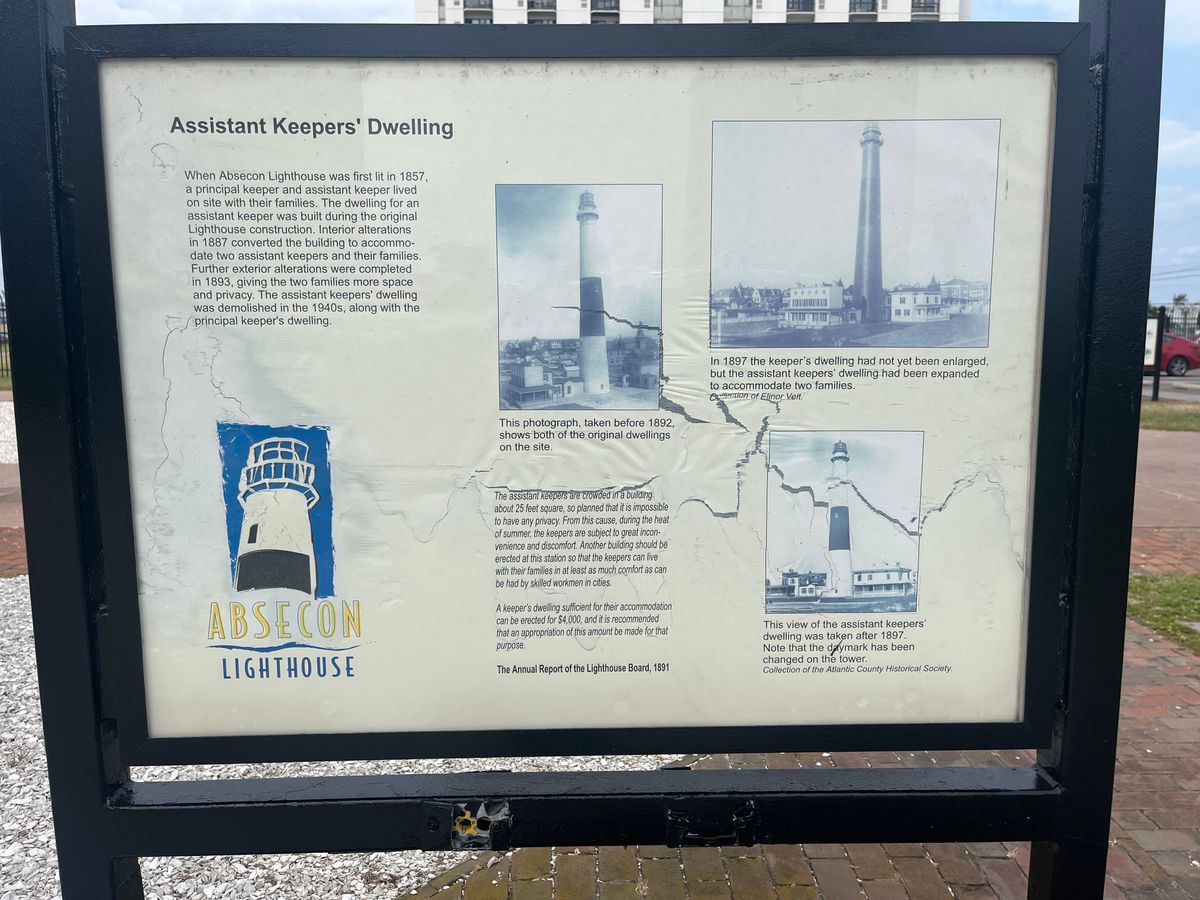 Assistant Keepers' Dwelling
When Absecon Lighthouse was first lit in 1857,
a principal keeper and assistant keeper lived
on site with their families. The dwelling for an
assistant keeper was built during the original
Lighthouse construction. Interior alterations
in 1887 converted the building to accommo-
date two assistant keepers and their families.
Further exterior alterations were completed
in 1893, giving the two families more space
and privacy. The assistant keepers' dwelling
was demolished in the 1940s, along with the
principal keeper's dwelling.
ABSECON
LIGHTHOUSE
This photograph, taken before 1892,
shows both of the original dwellings
on the site.
The assistant keepers are crowded in a building
about 25 feet square, so planned that it is impossible
to have any privacy. From this cause, during the heat
of summer, the keepers are subject to great incon-
venience and discomfort. Another building should be
erected at this station so that the keepers can live
with their families in at least as much comfort as can
be had by skilled workmen in cities.
A keeper's dwelling sufficient for their accommodation
can be erected for $4,000, and it is recommended
that an appropriation of this amount be made for that
purpose.
The Annual Report of the Lighthouse Board, 1891
In 1897 the keeper's dwelling had not yet been enlarged,
but the assistant keepers' dwelling had been expanded
to accommodate two families.
Collection of Elinor Veit.
This view of the assistant keepers'
dwelling was taken after 1897.
Note that the daymark has been
changed on the tower.
Collection of the Atlantic County Historical Society.